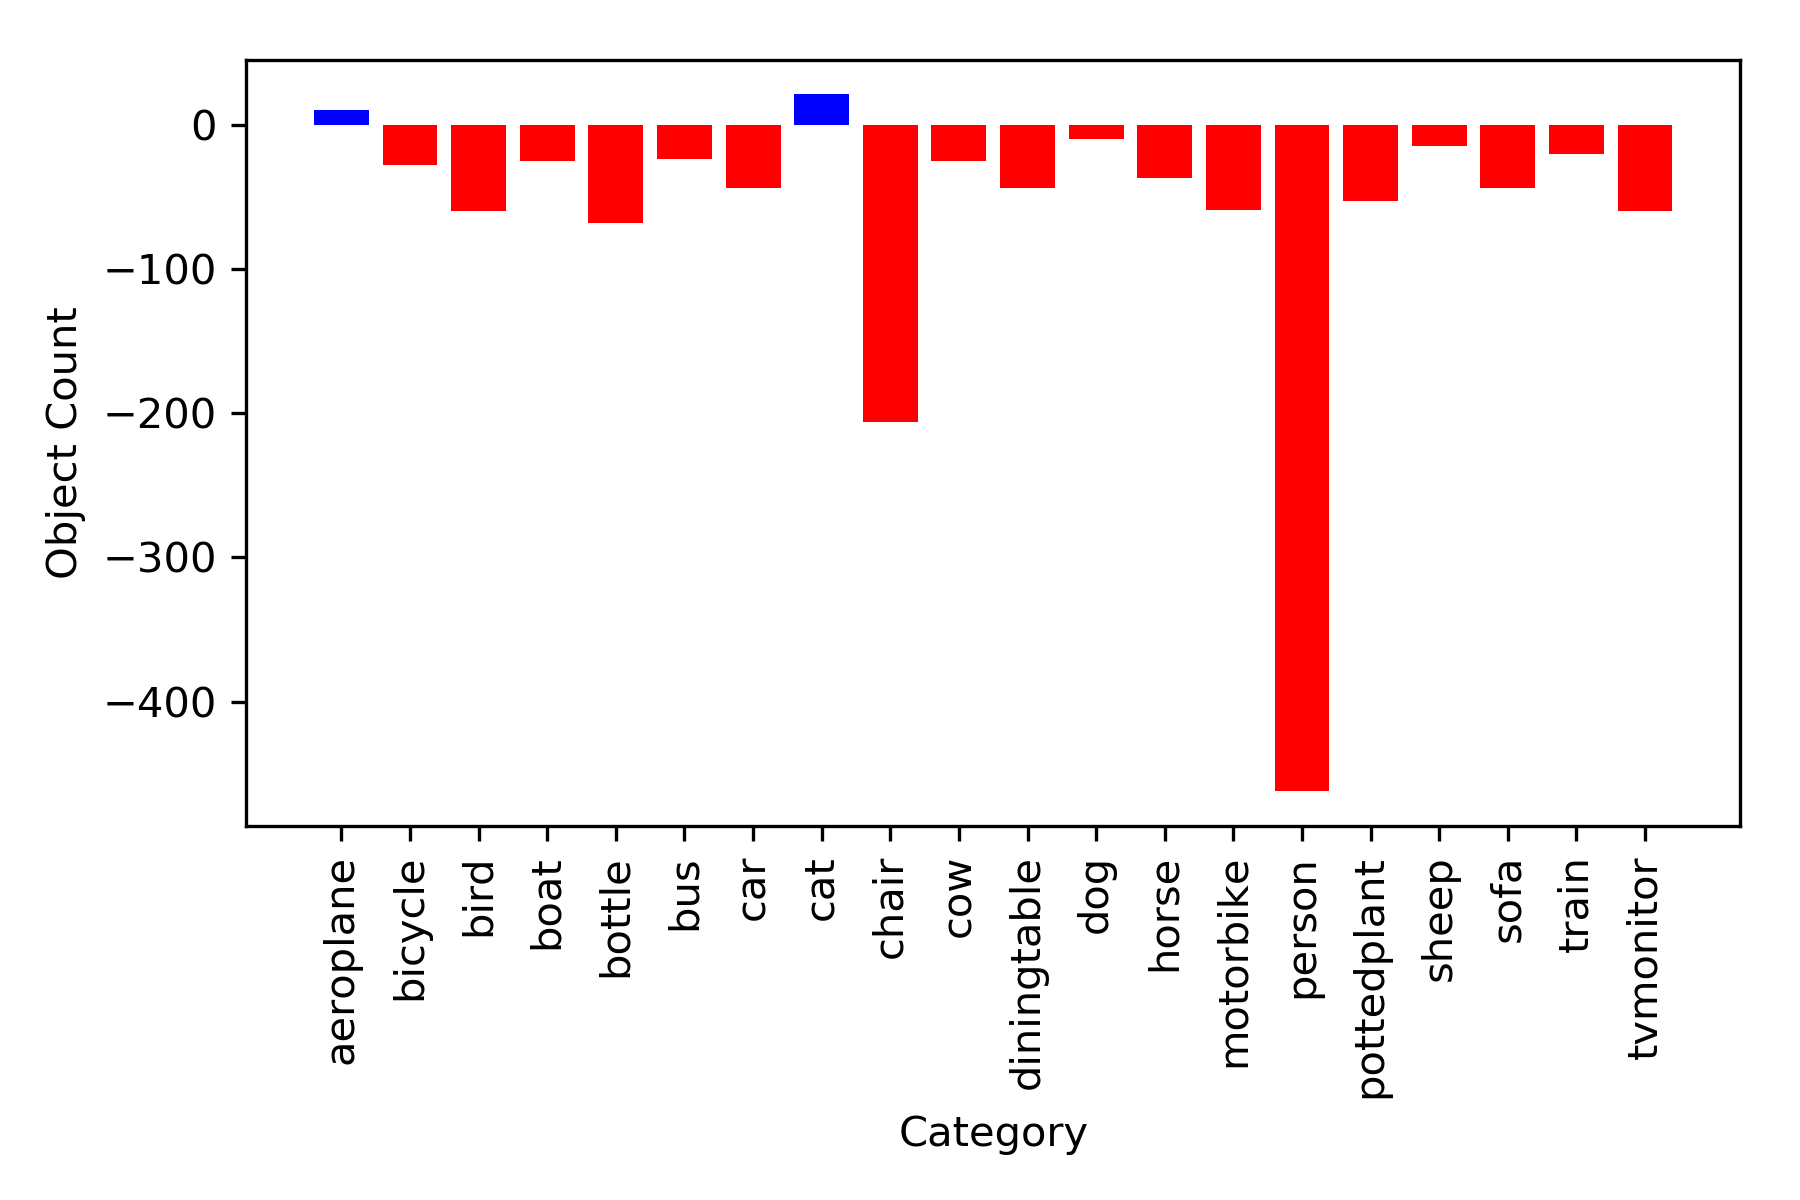 0
−100
−200
−300
−400
Object Count
aeroplane
bicycle
bird
boat
bottle
bus
car
cat
chair
cow
diningtable
dog
horse
motorbike
person
pottedplant
sheep
sofa
train
tvmonitor
Category